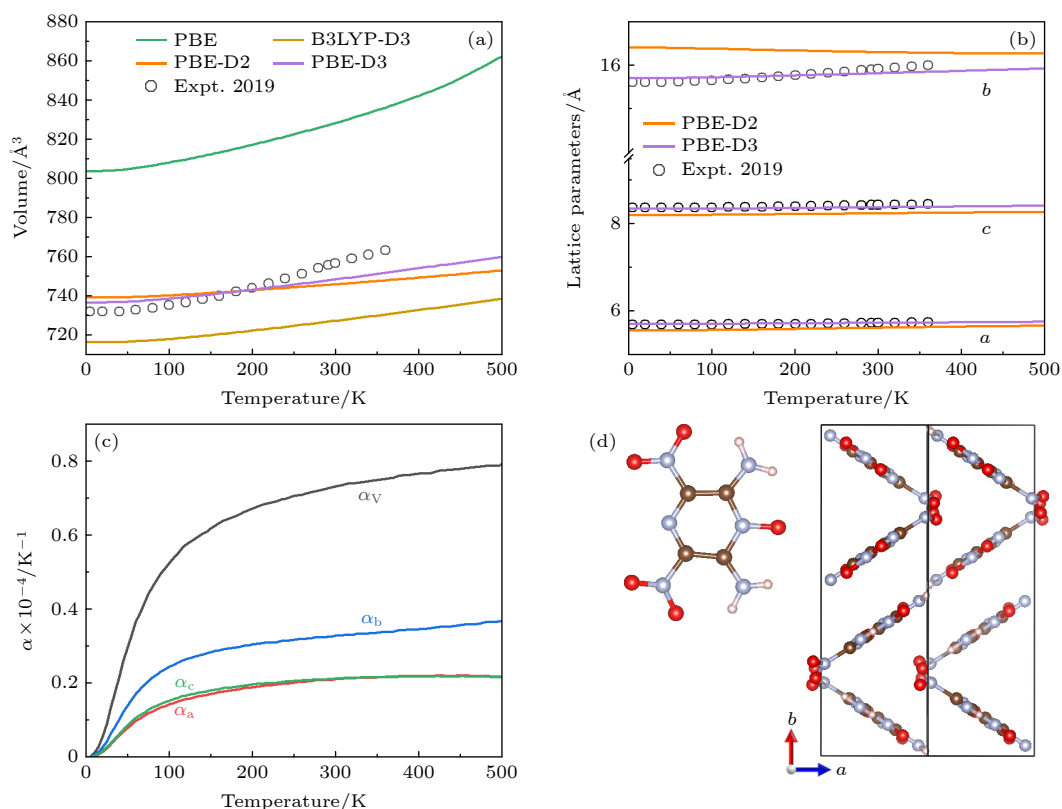 (a)
PBE
B3LYP-D3
PBE-D2
PBE-D3
Expt. 2019
Volume/Å³
880
860
840
820
800
780
760
740
720
0 100 200 300 400 500
Temperature/K
(b)
Lattice parameters/Å
16
8
6
b
PBE-D2
PBE-D3
Expt. 2019
c
a
0 100 200 300 400 500
Temperature/K
(c)
α×10⁻⁴/K⁻¹
0.8
0.6
0.4
0.2
0
αV
αb
αc
αa
0 100 200 300 400 500
Temperature/K
(d)
b
a